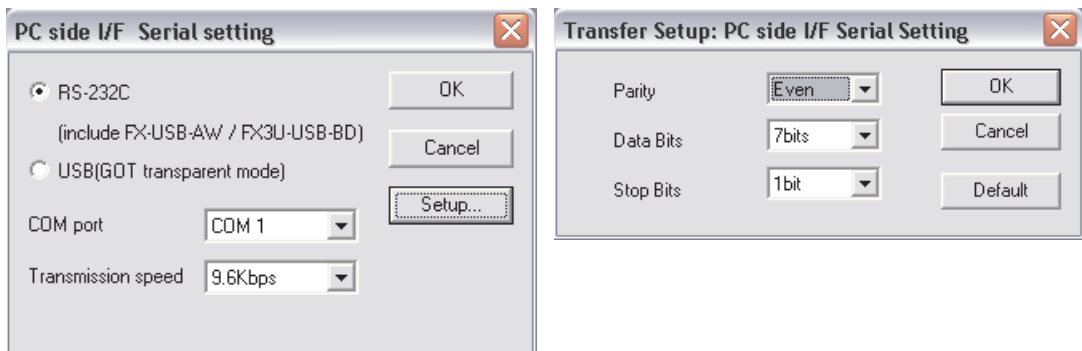 PC side I/F Serial setting
RS-232C
(include FX-USB-AW / FX3U-USB-BD)
USB(GOT transparent mode)
COM port
COM 1
Transmission speed
9.6Kbps
OK
Cancel
Setup...
Transfer Setup: PC side I/F Serial Setting
Parity
Even
Data Bits
7bits
Stop Bits
1bit
OK
Cancel
Default